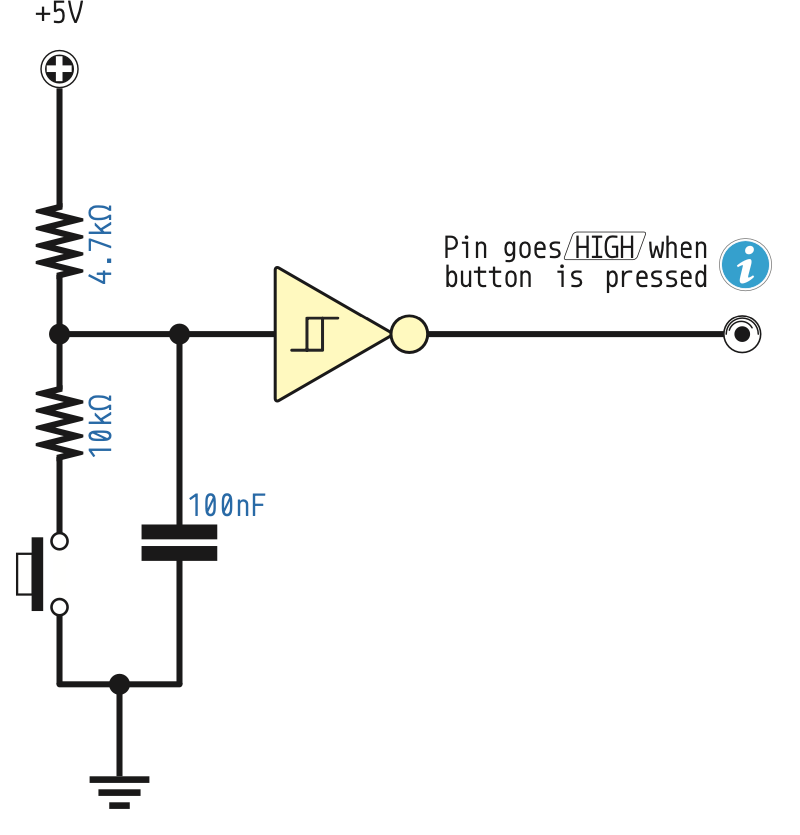 +5V
4.7kΩ
Pin goes HIGH when
button is pressed
i
10kΩ
100nF